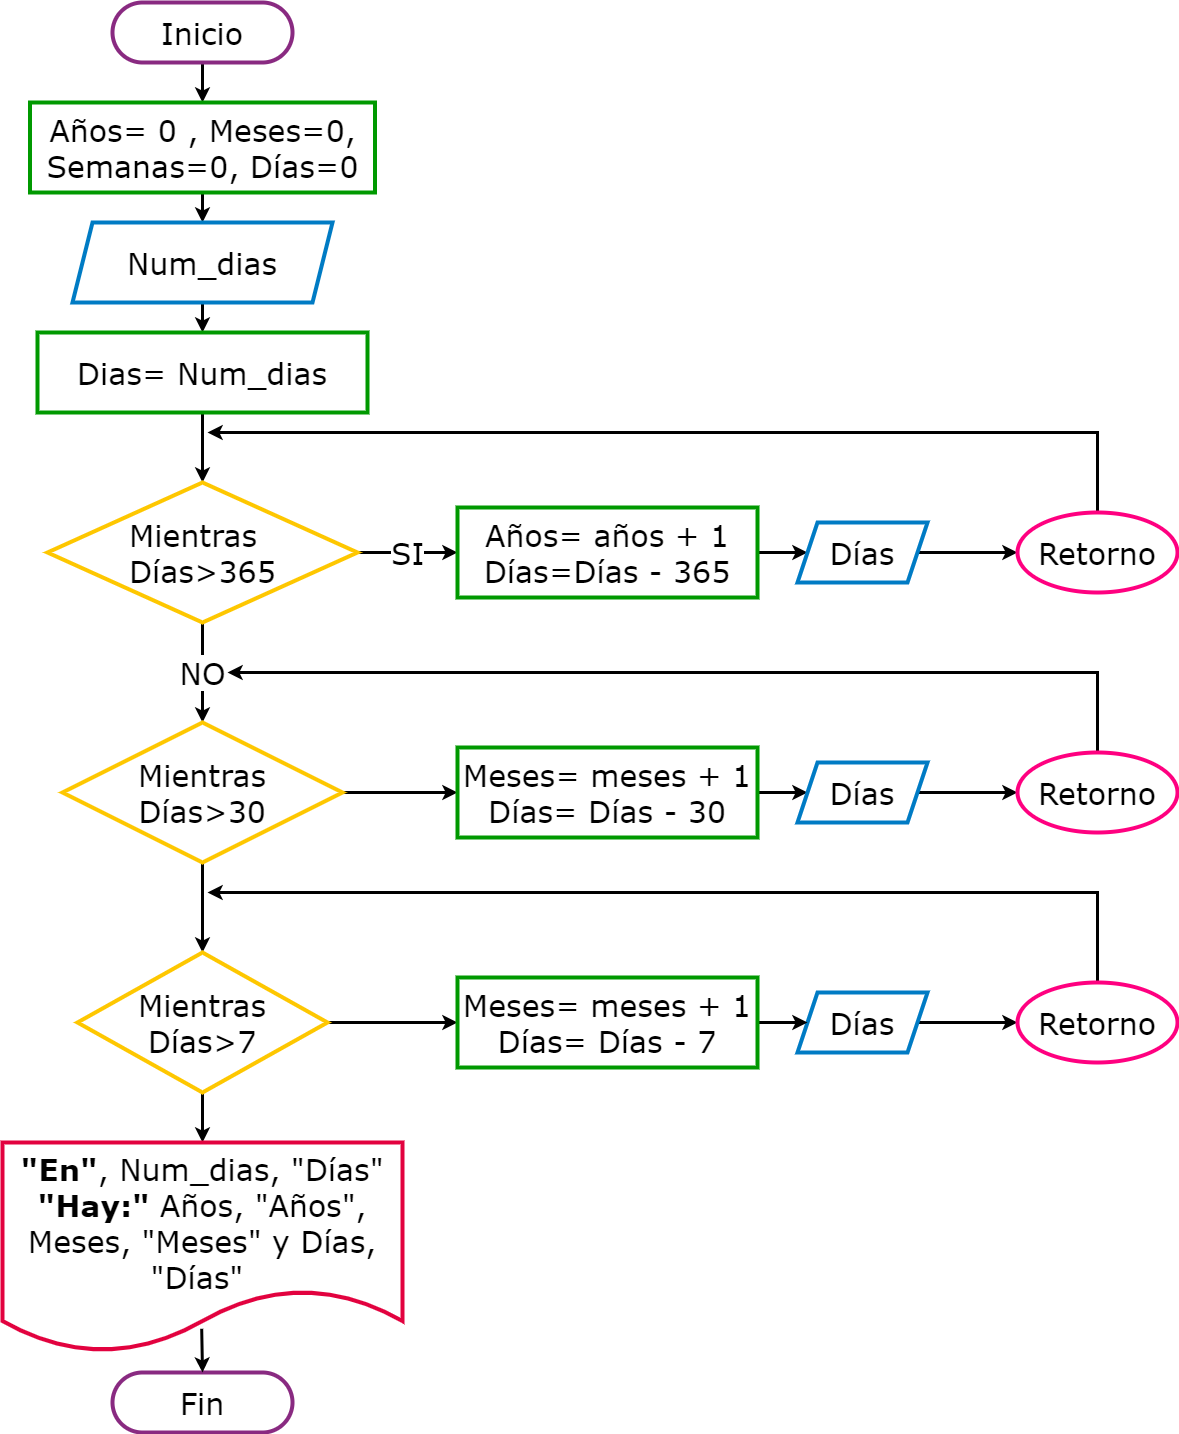 Inicio
Años= 0 , Meses=0,
Semanas=0, Días=0
Num_dias
Dias= Num_dias
Mientras
Días>365
SI
Años= años + 1
Días=Días - 365
Días
Retorno
NO
Mientras
Días>30
Meses= meses + 1
Días= Días - 30
Días
Retorno
Mientras
Días>7
Meses= meses + 1
Días= Días - 7
Días
Retorno
"En", Num_dias, "Días"
"Hay:" Años, "Años",
Meses, "Meses" y Días,
"Días"
Fin